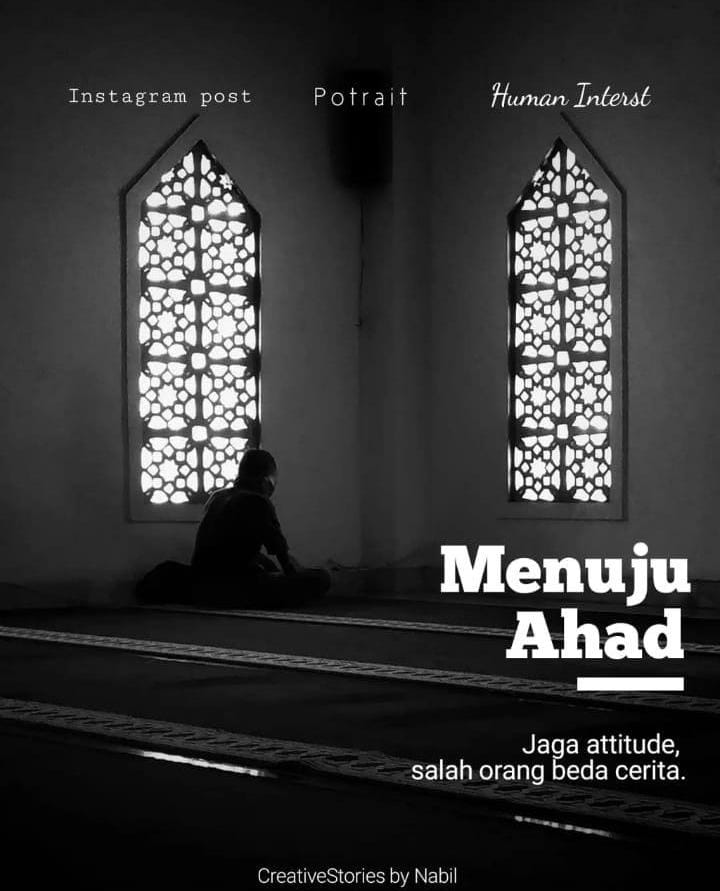 Instagram post
Potrait
Human Interst
Menuju
Ahad
Jaga attitude,
salah orang beda cerita.
CreativeStories by Nabil